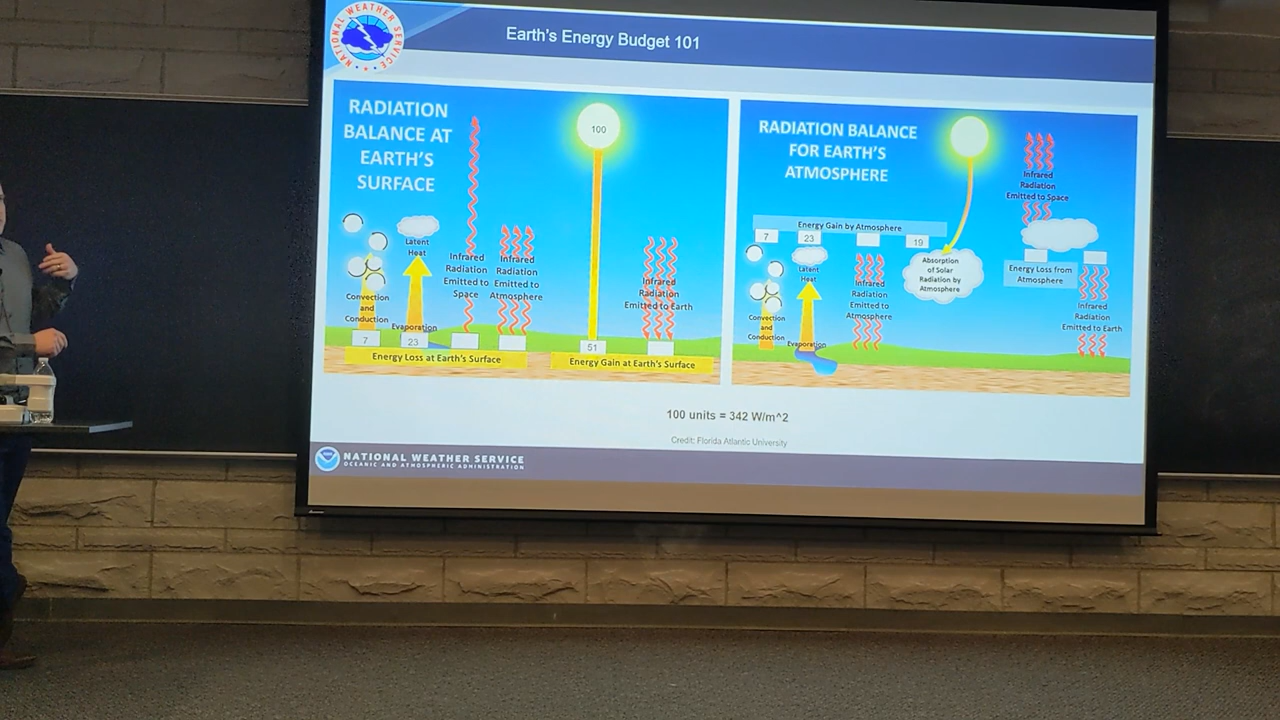 NATIONAL WEATHER SERVICE
Earth's Energy Budget 101
RADIATION
BALANCE AT
EARTH'S
SURFACE
100
Latent
Heat
Infrared
Radiation
Emitted to
Space
Infrared
Radiation
Emitted to
Atmosphere
Infrared
Radiation
Emitted to Earth
Convection
and
Conduction
Evaporation
7
23
51
Energy Loss at Earth's Surface
Energy Gain at Earth's Surface
RADIATION BALANCE
FOR EARTH'S
ATMOSPHERE
Infrared
Radiation
Emitted to Space
Energy Gain by Atmosphere
7
23
19
Latent
Heat
Absorption
of Solar
Radiation by
Atmosphere
Energy Loss from
Atmosphere
Infrared
Radiation
Emitted to
Atmosphere
Convection
and
Conduction
Evaporation
Infrared
Radiation
Emitted to Earth
100 units = 342 W/m^2
Credit: Florida Atlantic University
NATIONAL WEATHER SERVICE
OCEANIC AND ATMOSPHERIC ADMINISTRATION